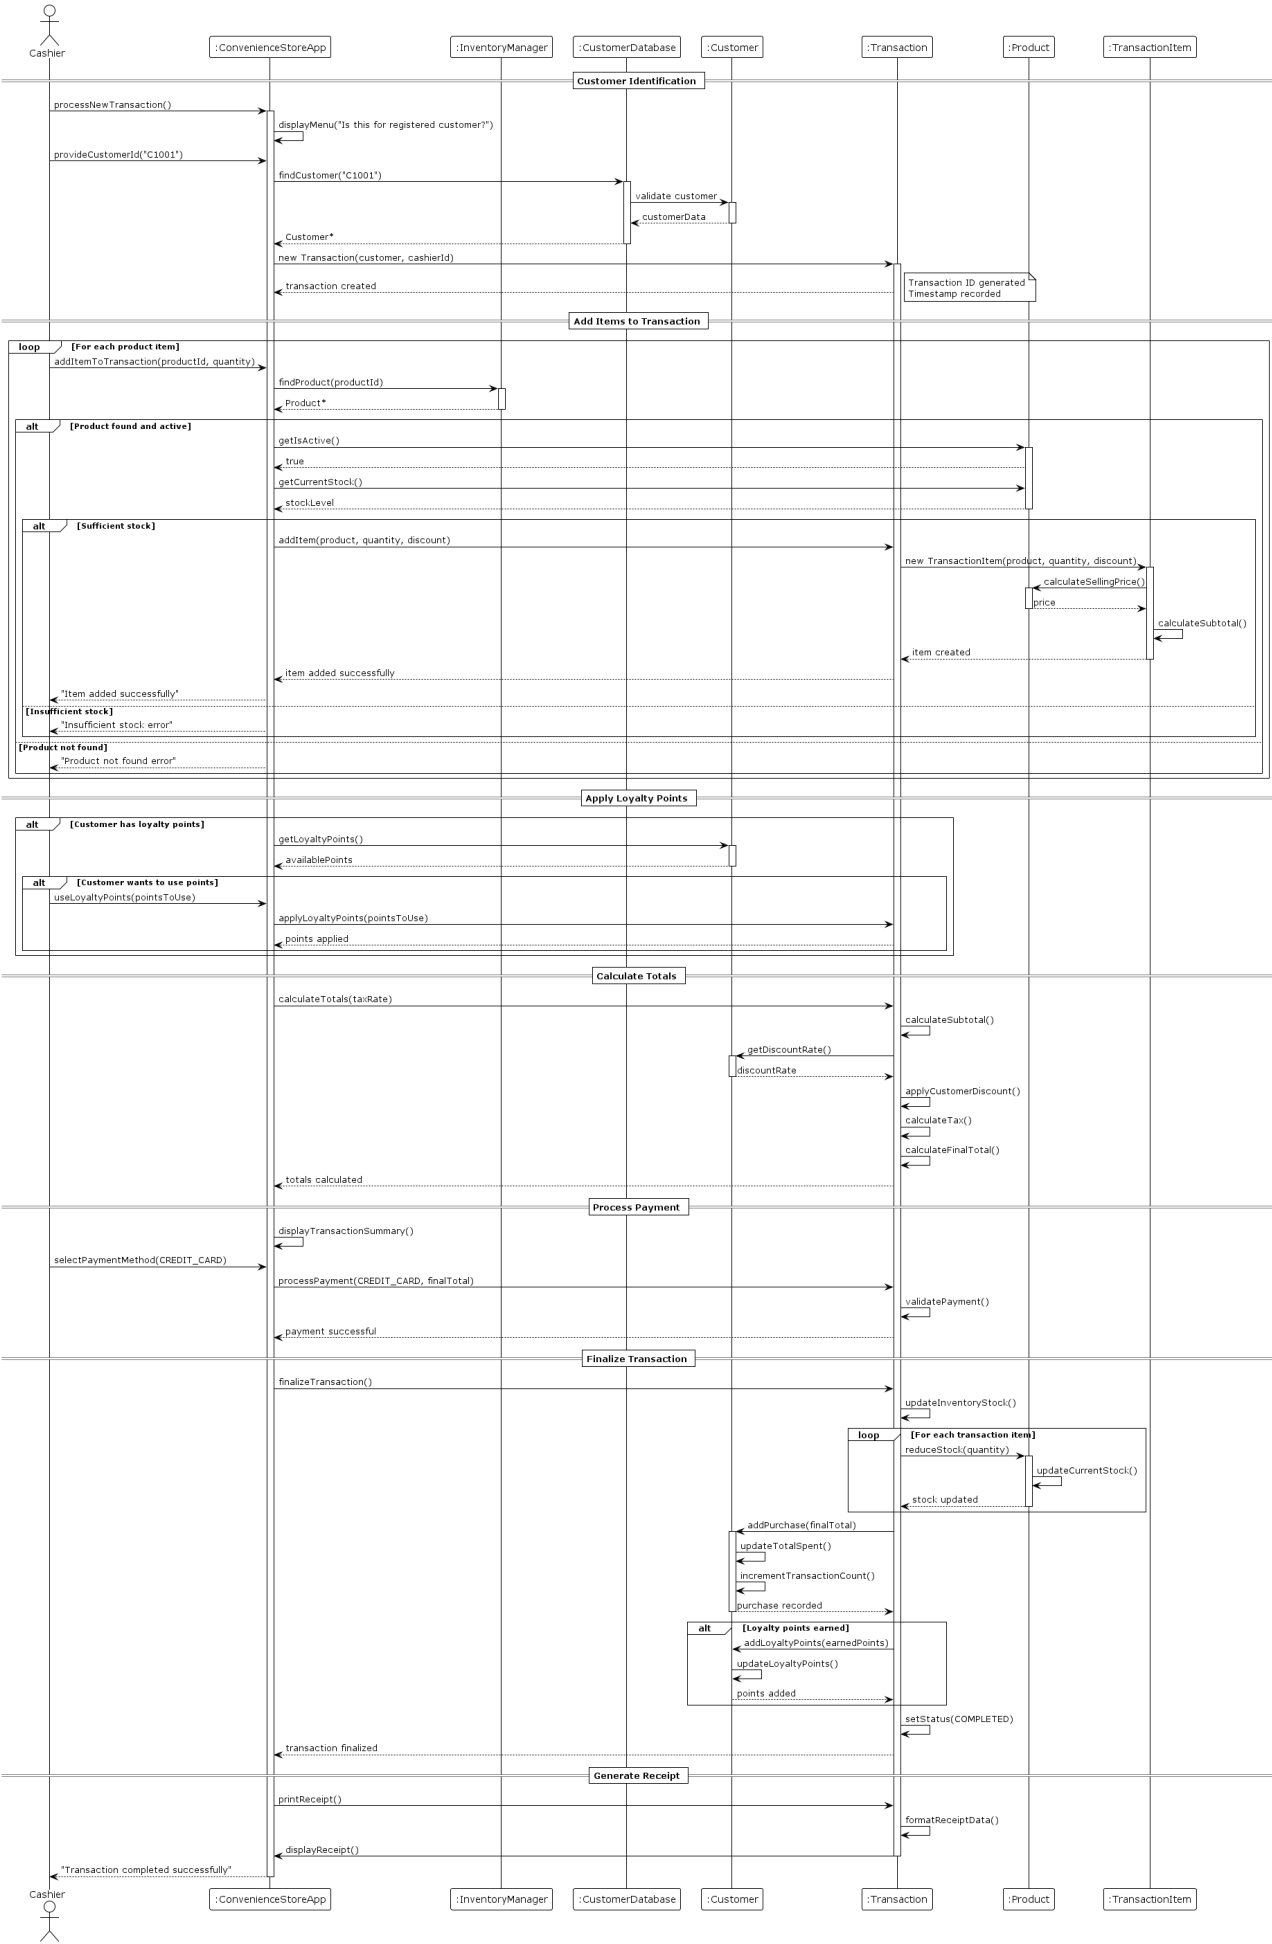 Cashier
:ConvenienceStoreApp
:InventoryManager
:CustomerDatabase
:Customer
:Transaction
:Product
:TransactionItem
Customer Identification
processNewTransaction()
displayMenu("Is this for registered customer?")
provideCustomerId("C1001")
findCustomer("C1001")
validate customer
customerData
Customer*
new Transaction(customer, cashierId)
Transaction ID generated
Timestamp recorded
transaction created
Add Items to Transaction
loop
[For each product item]
addItemToTransaction(productId, quantity)
findProduct(productId)
Product*
alt
[Product found and active]
getIsActive()
true
getCurrentStock()
stockLevel
alt
[Sufficient stock]
addItem(product, quantity, discount)
new TransactionItem(product, quantity, discount)
calculateSellingPrice()
price
calculateSubtotal()
item created
item added successfully
"Item added successfully"
[Insufficient stock]
"Insufficient stock error"
[Product not found]
"Product not found error"
Apply Loyalty Points
alt
[Customer has loyalty points]
getLoyaltyPoints()
availablePoints
alt
[Customer wants to use points]
useLoyaltyPoints(pointsToUse)
applyLoyaltyPoints(pointsToUse)
points applied
Calculate Totals
calculateTotals(taxRate)
calculateSubtotal()
getDiscountRate()
discountRate
applyCustomerDiscount()
calculateTax()
calculateFinalTotal()
totals calculated
Process Payment
displayTransactionSummary()
selectPaymentMethod(CREDIT_CARD)
processPayment(CREDIT_CARD, finalTotal)
validatePayment()
payment successful
Finalize Transaction
finalizeTransaction()
updateInventoryStock()
loop
[For each transaction item]
reduceStock(quantity)
updateCurrentStock()
stock updated
addPurchase(finalTotal)
updateTotalSpent()
incrementTransactionCount()
purchase recorded
alt
[Loyalty points earned]
addLoyaltyPoints(earnedPoints)
updateLoyaltyPoints()
points added
setStatus(COMPLETED)
transaction finalized
Generate Receipt
printReceipt()
formatReceiptData()
displayReceipt()
"Transaction completed successfully"
Cashier
:ConvenienceStoreApp
:InventoryManager
:CustomerDatabase
:Customer
:Transaction
:Product
:TransactionItem